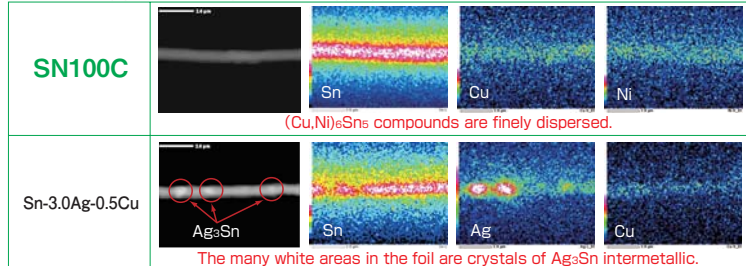 SN100C
Sn
Cu
Ni
(Cu,Ni)₆Sn₅ compounds are finely dispersed.
Sn-3.0Ag-0.5Cu
Ag₃Sn
Sn
Ag
Cu
The many white areas in the foil are crystals of Ag₃Sn intermetallic.